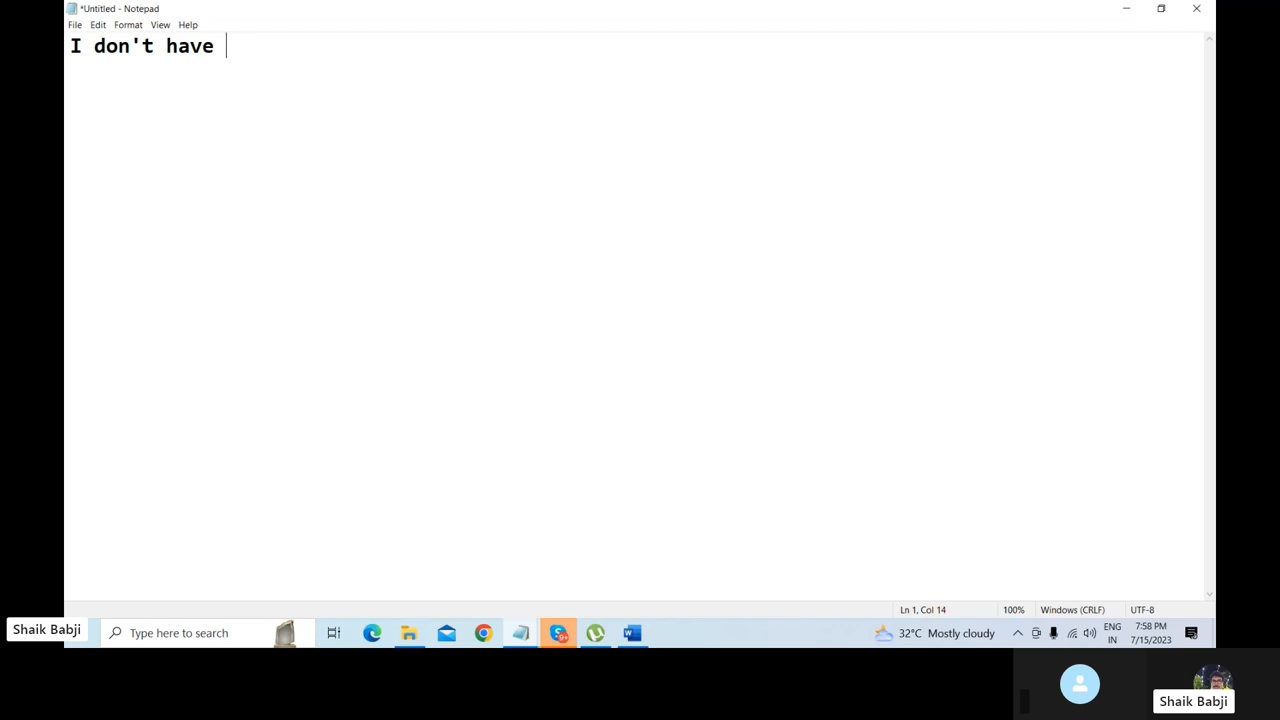 *Untitled - Notepad
File Edit Format View Help
I don't have
Ln 1, Col 14 100% Windows (CRLF) UTF-8
Shaik Babji
Type here to search
9+
W
32°C Mostly cloudy
ENG
IN
7:58 PM
7/15/2023
Shaik Babji